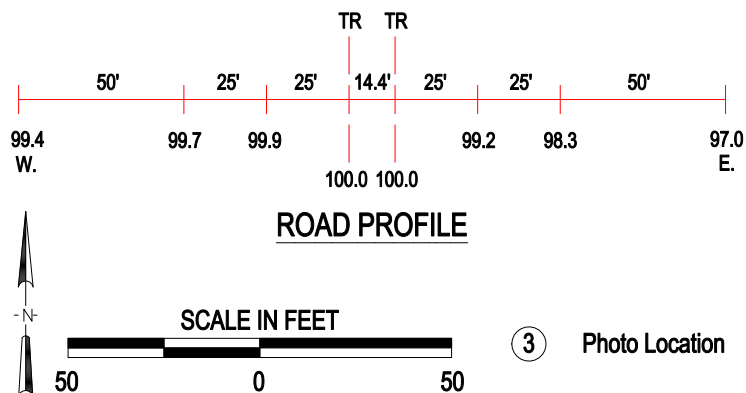 TR TR
50' 25' 25' 14.4' 25' 25' 50'
99.4 99.7 99.9 99.2 98.3 97.0
W. E.
100.0 100.0
ROAD PROFILE
-N-
SCALE IN FEET
3 Photo Location
50 0 50